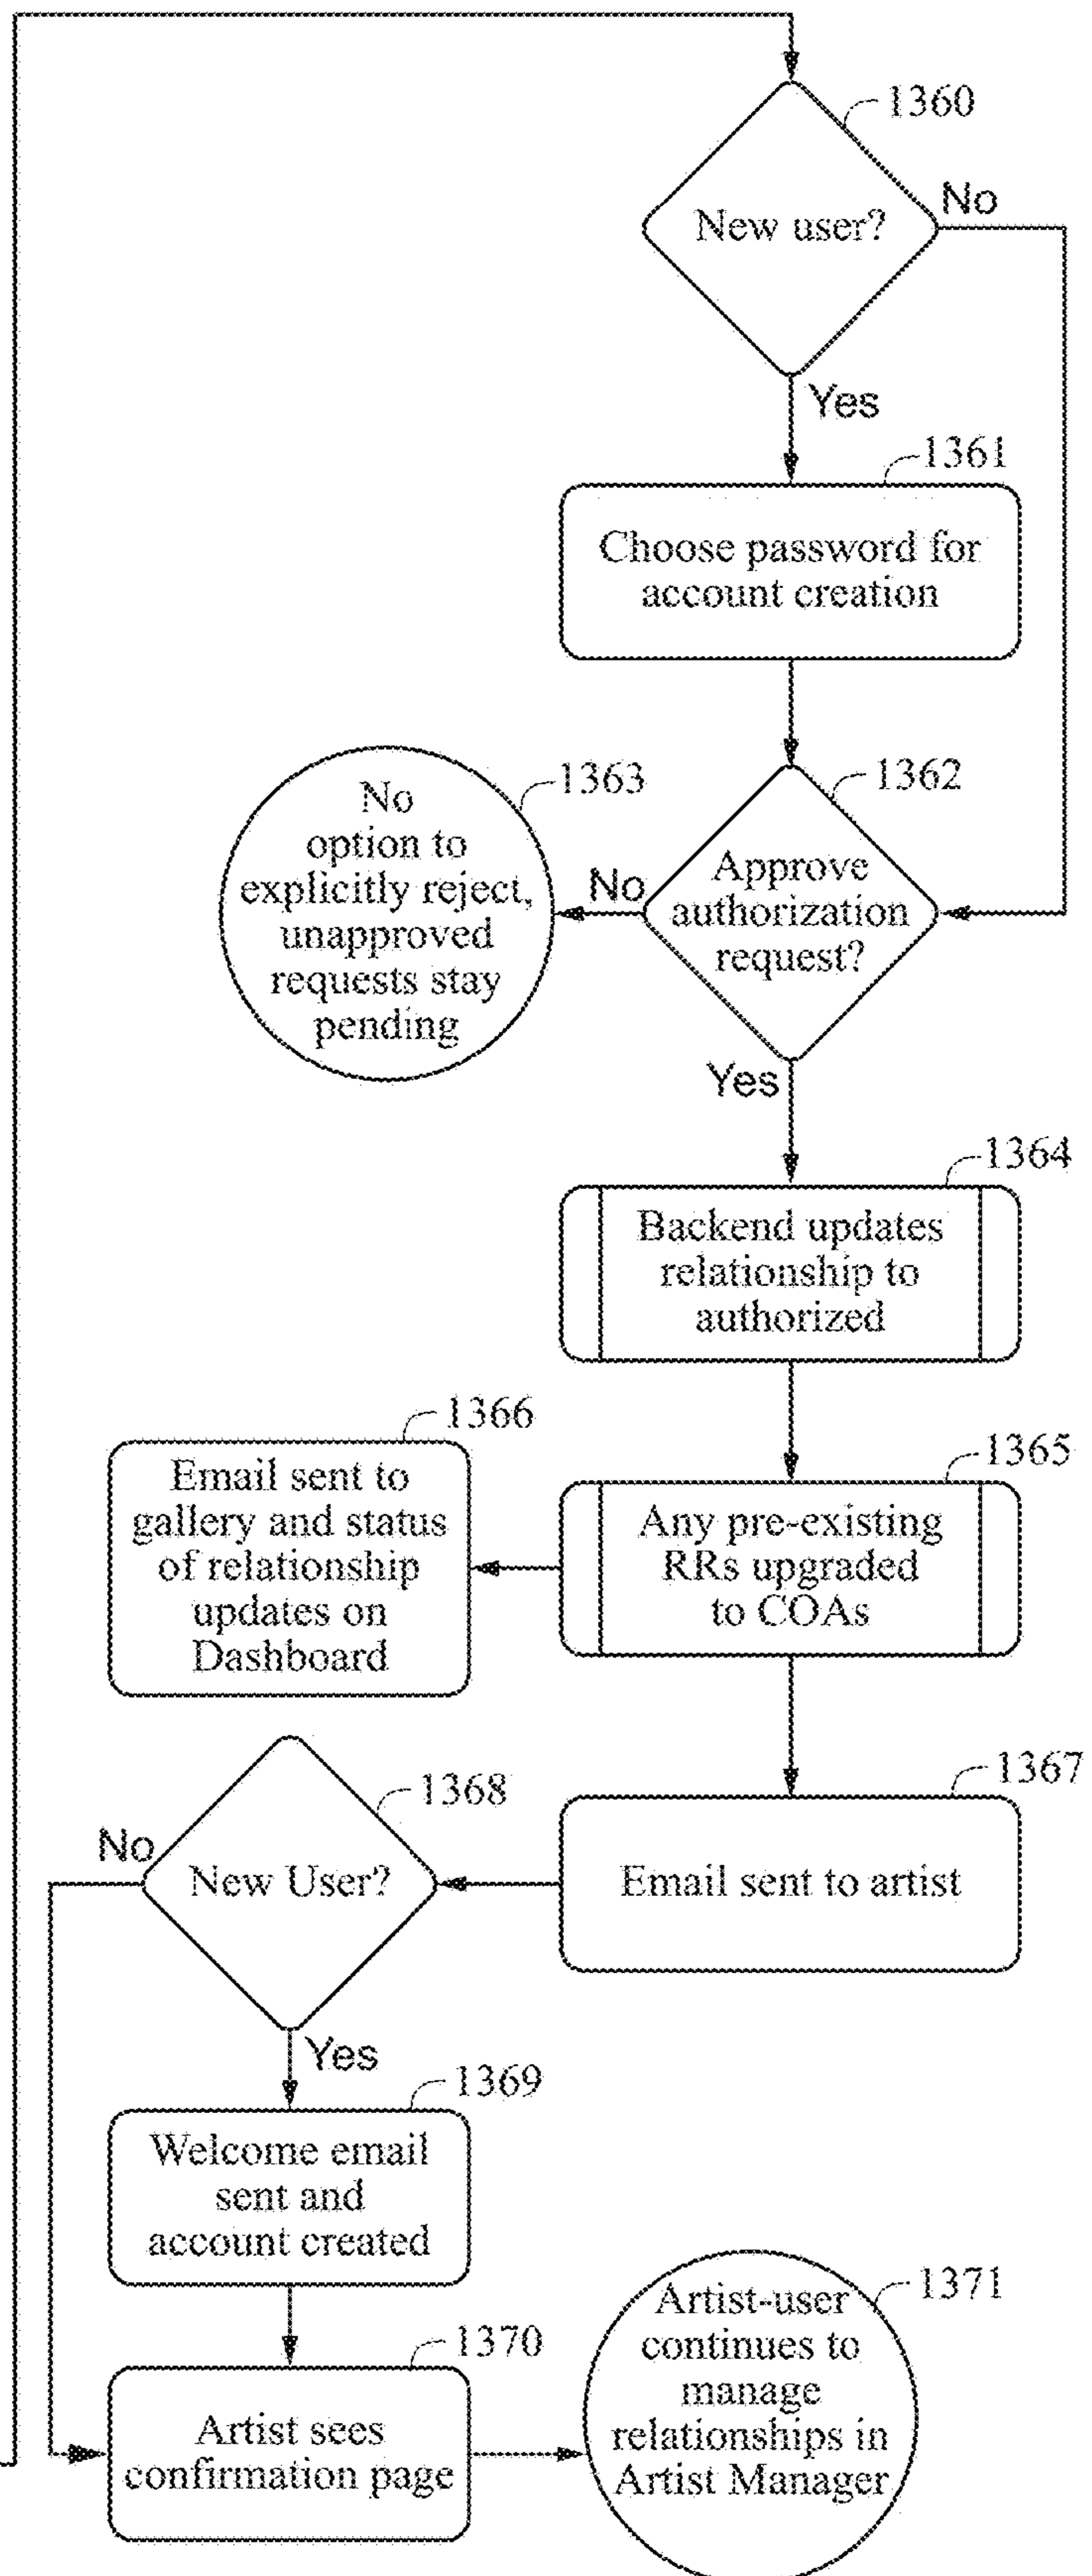 1360
New user?
No
Yes
1361
Choose password for
account creation
1362
Approve
authorization
request?
No
1363
No
option to
explicitly reject,
unapproved
requests stay
pending
Yes
1364
Backend updates
relationship to
authorized
1365
Any pre-existing
RRs upgraded
to COAs
1366
Email sent to
gallery and status
of relationship
updates on
Dashboard
1367
Email sent to artist
1368
New User?
No
Yes
1369
Welcome email
sent and
account created
1370
Artist sees
confirmation page
1371
Artist-user
continues to
manage
relationships in
Artist Manager